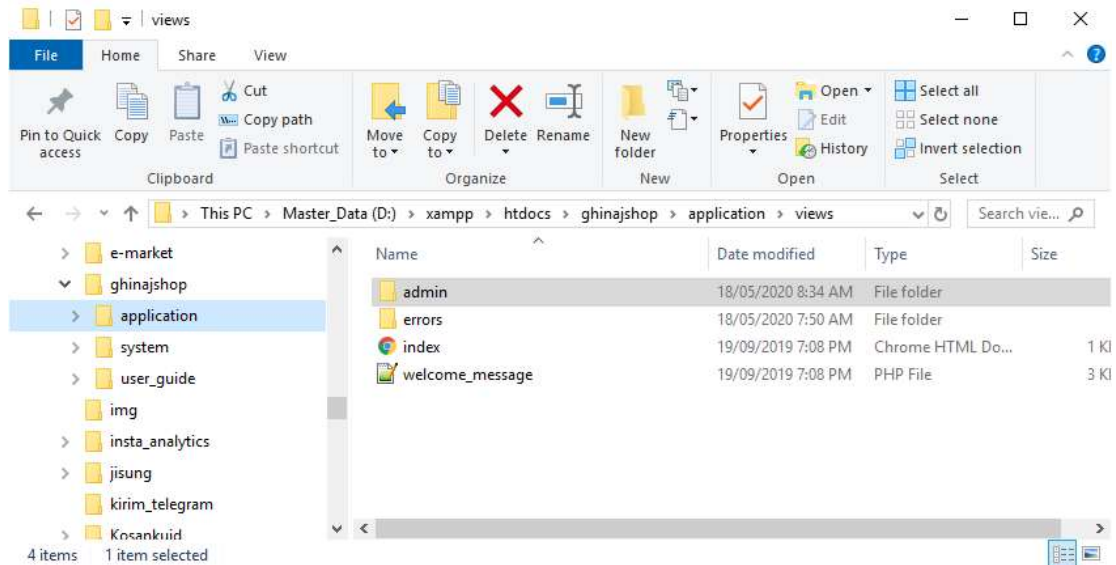 views
File Home Share View
Pin to Quick access Copy Paste Cut Copy path Paste shortcut
Move to Copy to Delete Rename New folder Properties Open Edit History
Select all Select none Invert selection
Clipboard Organize New Open Select
This PC > Master_Data (D:) > xampp > htdocs > ghinajshop > application > views Search vie...
Name Date modified Type Size
e-market
ghinajshop
application
system
user_guide
img
insta_analytics
jisung
kirim_telegram
Kosankuid
admin 18/05/2020 8:34 AM File folder
errors 18/05/2020 7:50 AM File folder
index 19/09/2019 7:08 PM Chrome HTML Do... 1 K
welcome_message 19/09/2019 7:08 PM PHP File 3 K
4 items 1 item selected